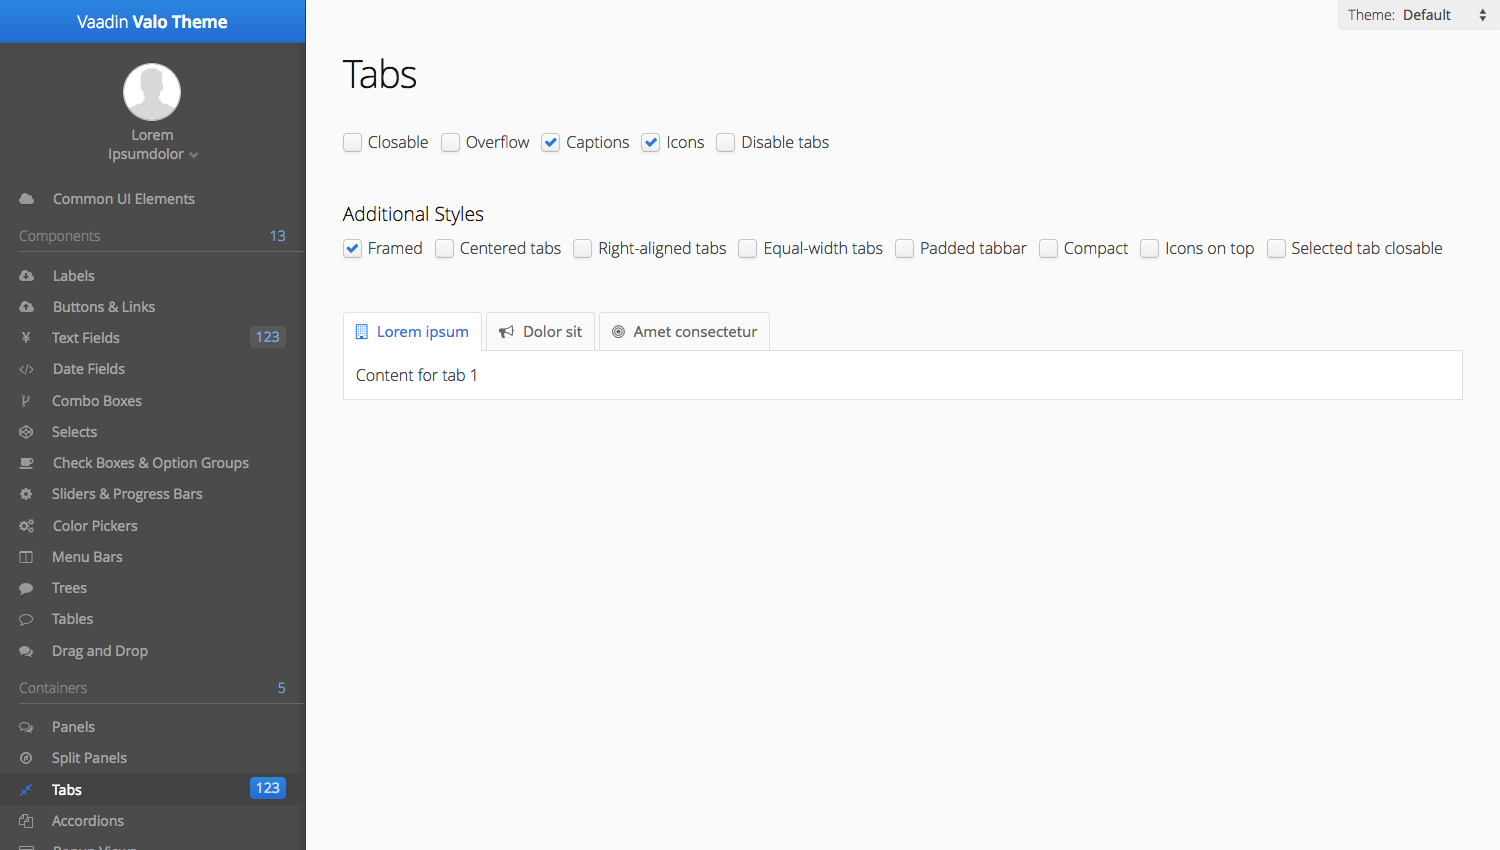 Vaadin Valo Theme
Theme: Default
Lorem
Ipsumdolor
Common UI Elements
Components 13
Labels
Buttons & Links
Text Fields 123
Date Fields
Combo Boxes
Selects
Check Boxes & Option Groups
Sliders & Progress Bars
Color Pickers
Menu Bars
Trees
Tables
Drag and Drop
Containers 5
Panels
Split Panels
Tabs 123
Accordions
Popup Views
Tabs
Closable Overflow Captions Icons Disable tabs
Additional Styles
Framed Centered tabs Right-aligned tabs Equal-width tabs Padded tabbar Compact Icons on top Selected tab closable
Lorem ipsum Dolor sit Amet consectetur
Content for tab 1